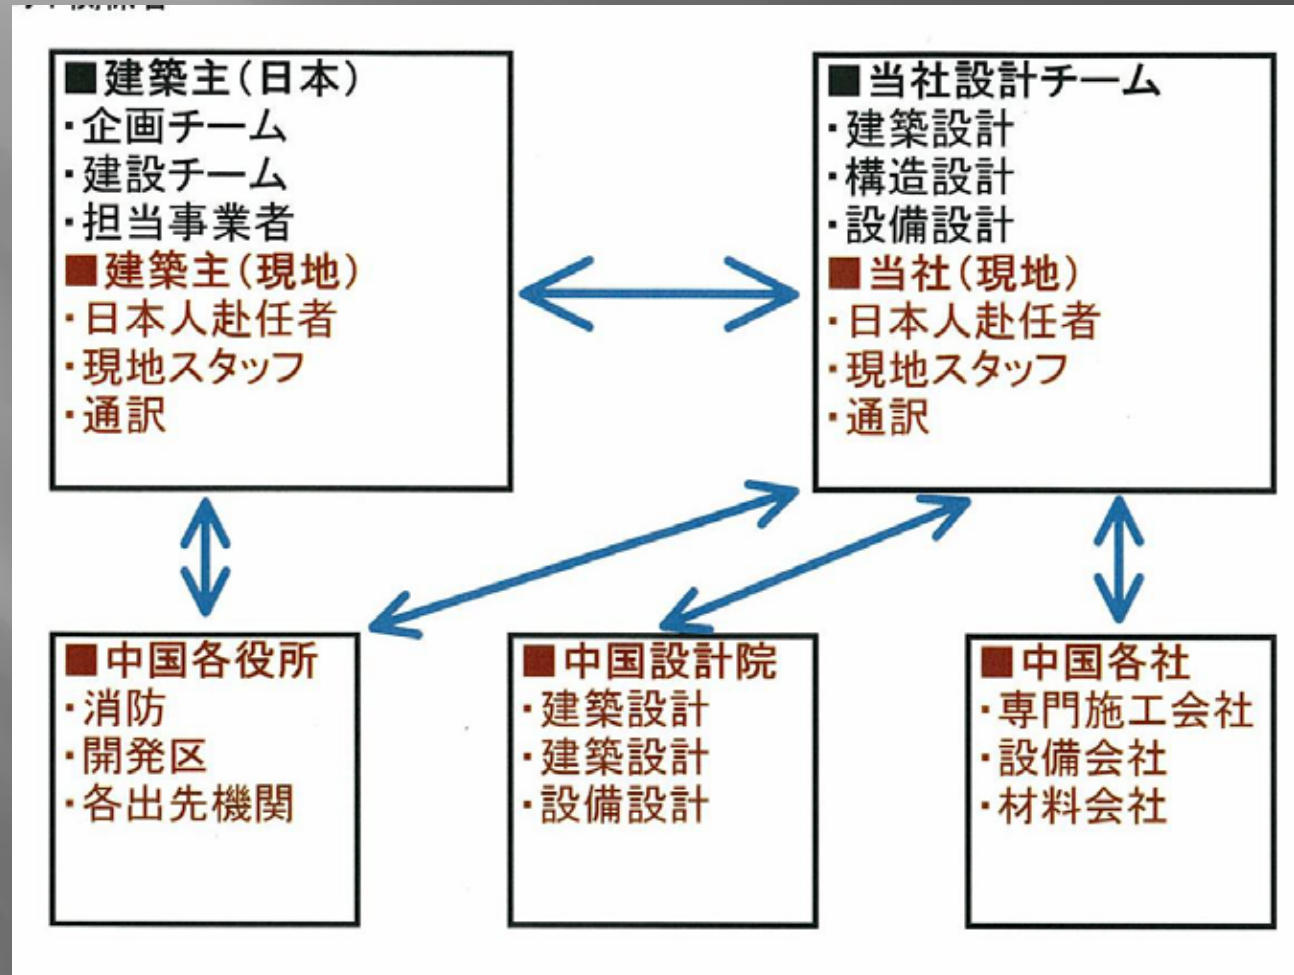 ■建築主(日本)
・企画チーム
・建設チーム
・担当事業者
■建築主(現地)
・日本人赴任者
・現地スタッフ
・通訳
■当社設計チーム
・建築設計
・構造設計
・設備設計
■当社(現地)
・日本人赴任者
・現地スタッフ
・通訳
■中国各役所
・消防
・開発区
・各出先機関
■中国設計院
・建築設計
・建築設計
・設備設計
■中国各社
・専門施工会社
・設備会社
・材料会社